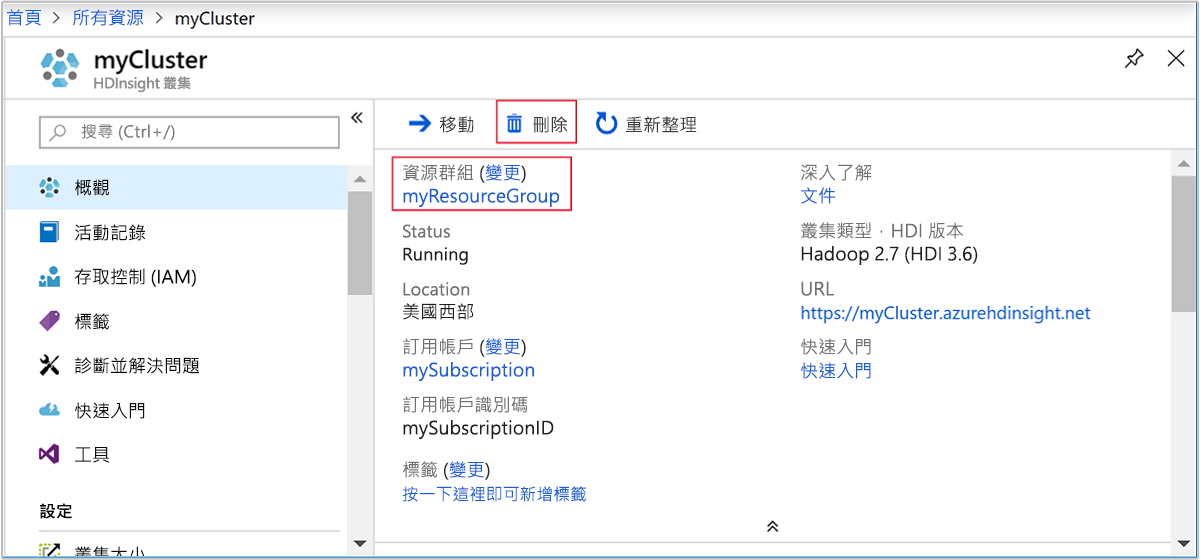 首頁 > 所有資源 > myCluster
myCluster
HDInsight 叢集
搜尋 (Ctrl+/)
«
概觀
活動記錄
存取控制 (IAM)
標籤
診斷並解決問題
快速入門
工具
設定
叢集大小
移動 刪除 重新整理
資源群組 (變更)
myResourceGroup
Status
Running
Location
美國西部
訂用帳戶 (變更)
mySubscription
訂用帳戶識別碼
mySubscriptionID
標籤 (變更)
按一下這裡即可新增標籤
深入了解
文件
叢集類型 · HDI 版本
Hadoop 2.7 (HDI 3.6)
URL
https://myCluster.azurehdinsight.net
快速入門
快速入門